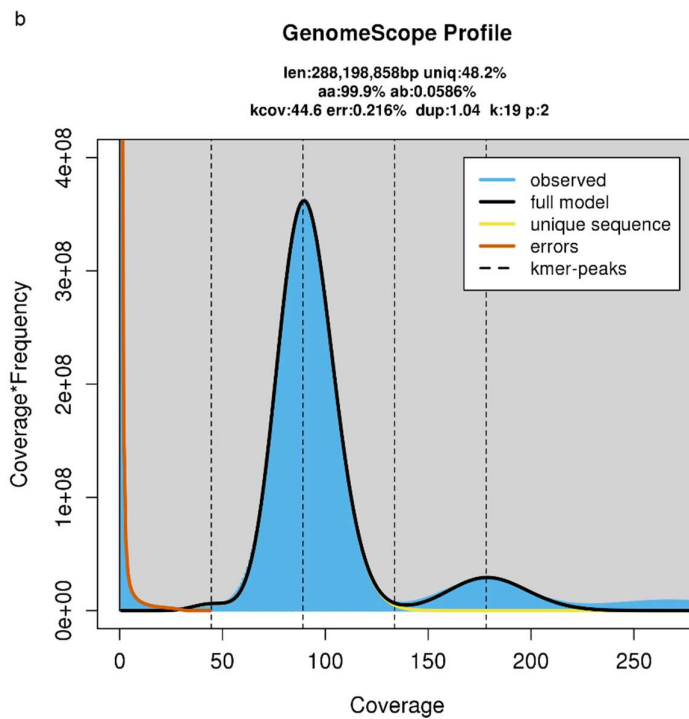 b
GenomeScope Profile
len:288,198,858bp uniq:48.2%
aa:99.9% ab:0.0586%
kcov:44.6 err:0.216% dup:1.04 k:19 p:2
observed
full model
unique sequence
errors
kmer-peaks
Coverage*Frequency
4e+08
3e+08
2e+08
1e+08
0e+00
0 50 100 150 200 250
Coverage